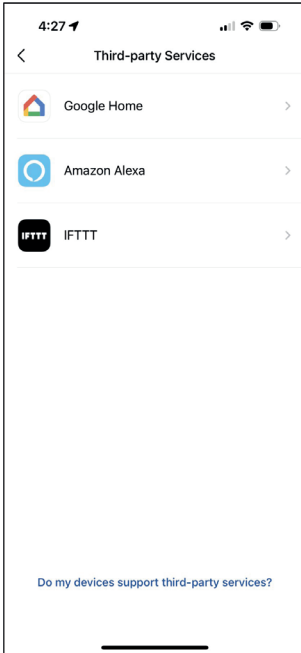 4:27
Third-party Services
Google Home
Amazon Alexa
IFTTT IFTTT
Do my devices support third-party services?